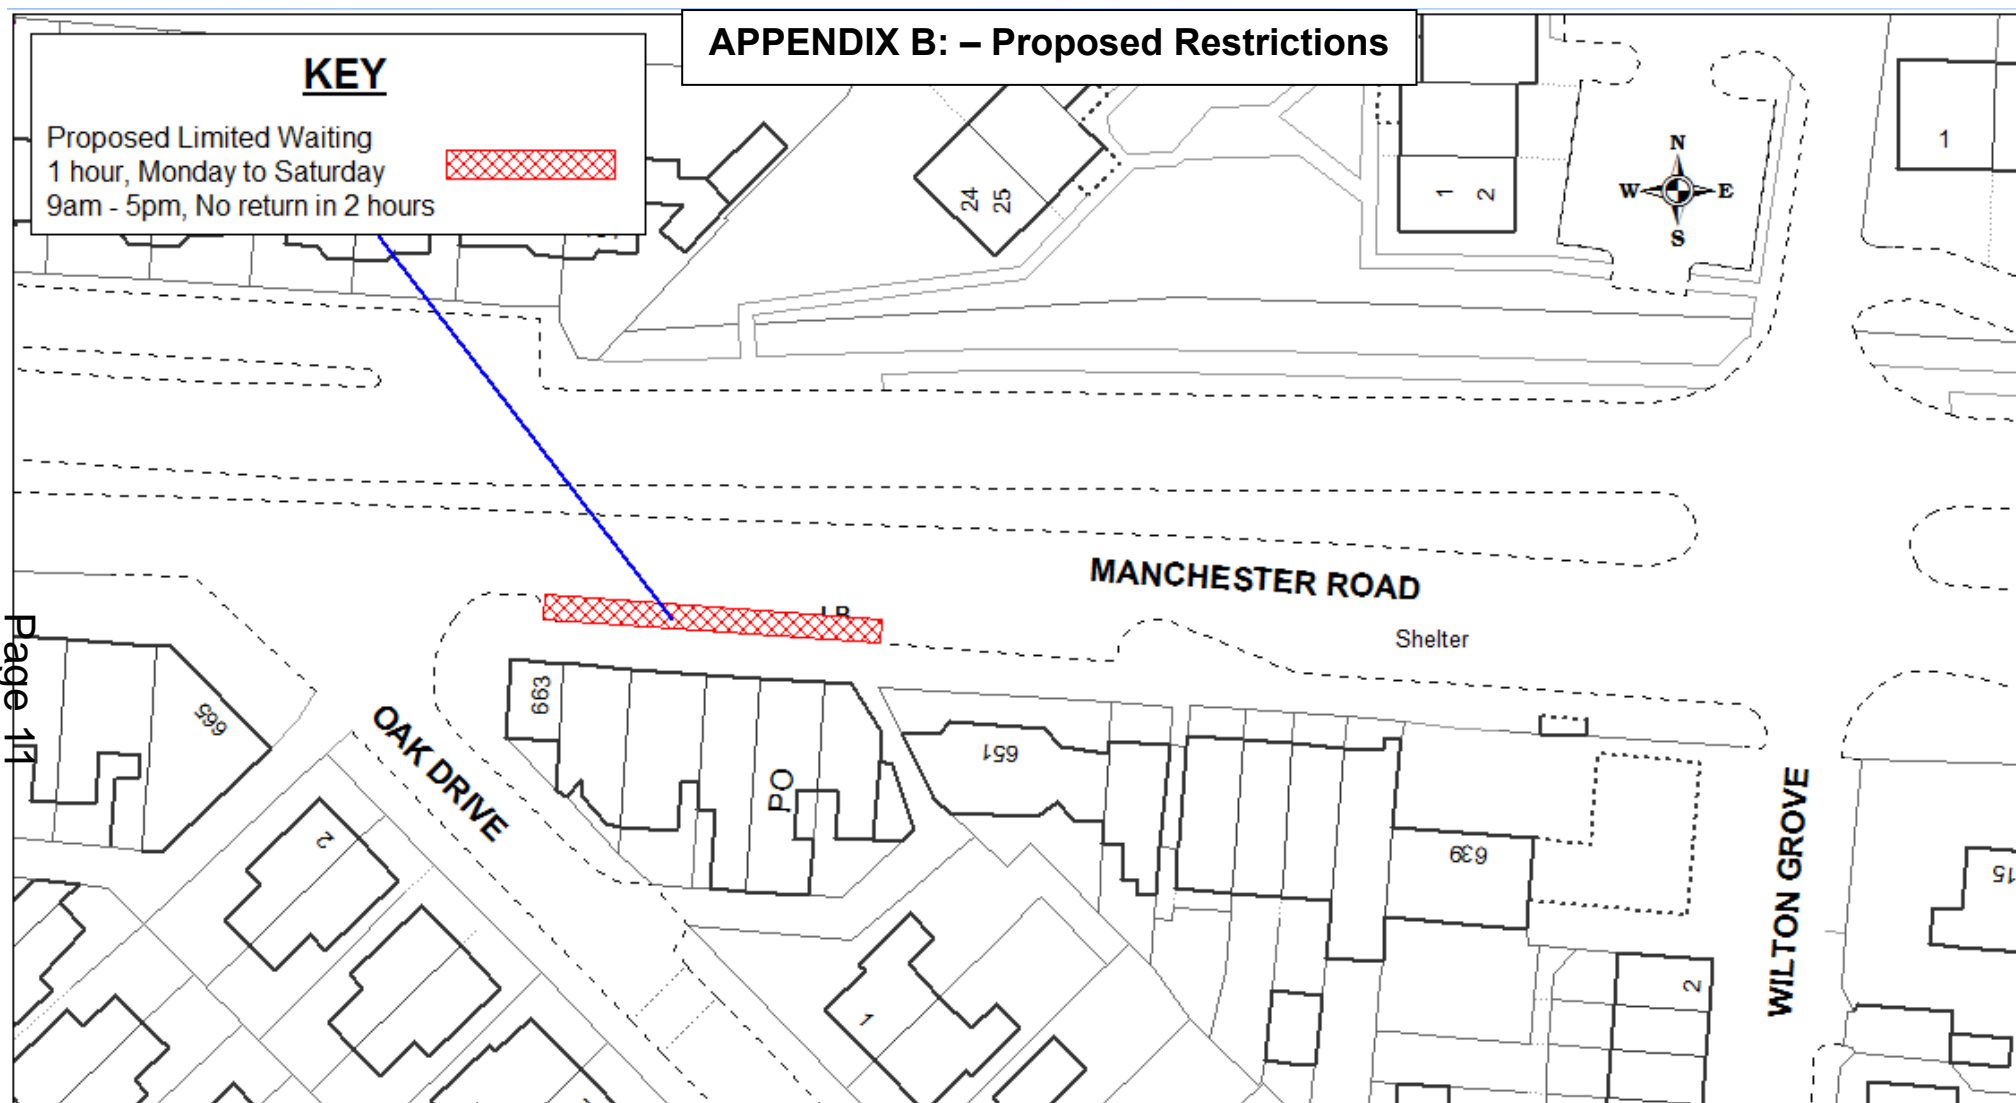 APPENDIX B: – Proposed Restrictions
KEY
Proposed Limited Waiting
1 hour, Monday to Saturday
9am - 5pm, No return in 2 hours
24
25
1
2
N
W
E
S
1
MANCHESTER ROAD
Shelter
LB
Page 11
665
663
OAK DRIVE
PO
651
639
WILTON GROVE
2
1
2